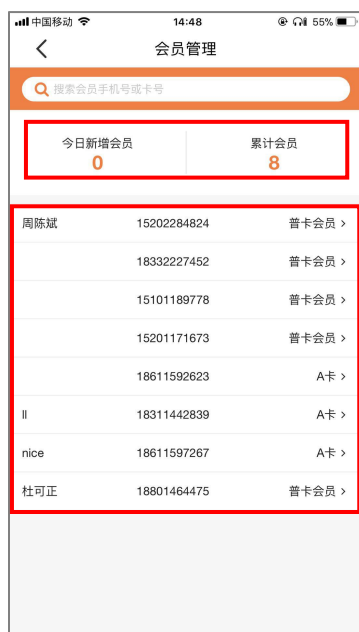 中国移动 14:48 55%
会员管理
搜索会员手机号或卡号
今日新增会员 累计会员
0 8
周陈斌 15202284824 普卡会员
18332227452 普卡会员
15101189778 普卡会员
15201171673 普卡会员
18611592623 A卡
ll 18311442839 A卡
nice 18611597267 A卡
杜可正 18801464475 普卡会员